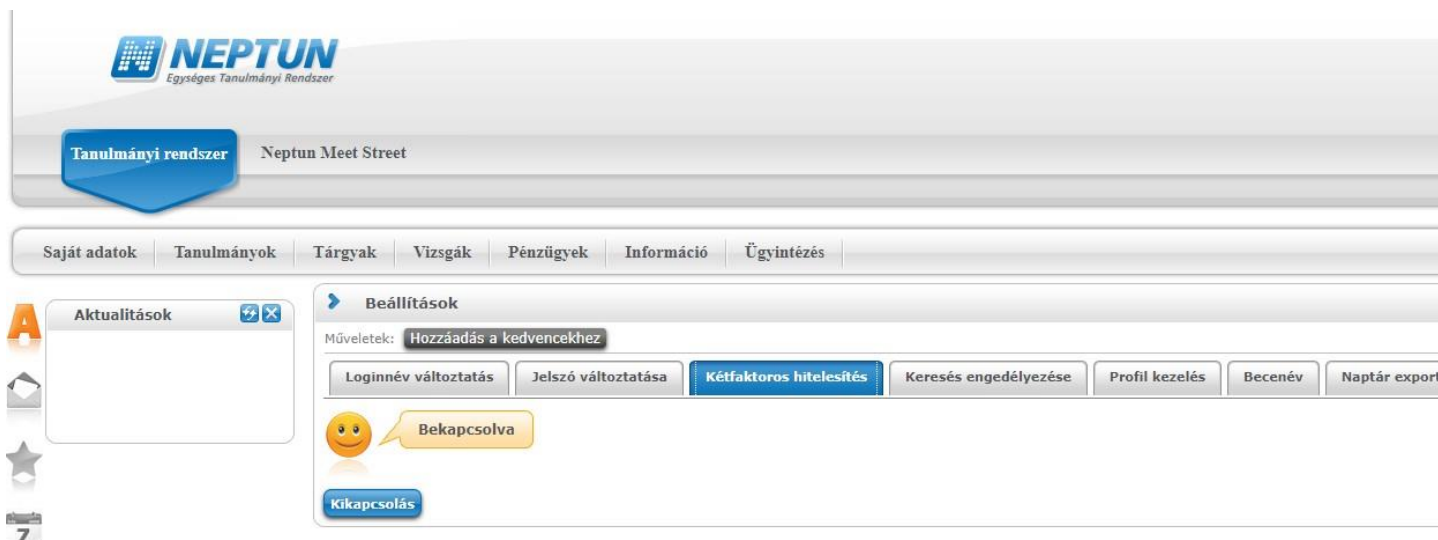 NEPTUN
Egységes Tanulmányi Rendszer
Tanulmányi rendszer Neptun Meet Street
Saját adatok Tanulmányok Tárgyak Vizsgák Pénzügyek Információ Ügyintézés
Aktualitások
Beállítások
Műveletek: Hozzáadás a kedvencekhez
Loginnév változtatás Jelszó változtatása Kétfaktoros hitelesítés Keresés engedélyezése Profil kezelés Becenév Naptár export
Bekapcsolva
Kikapcsolás
7